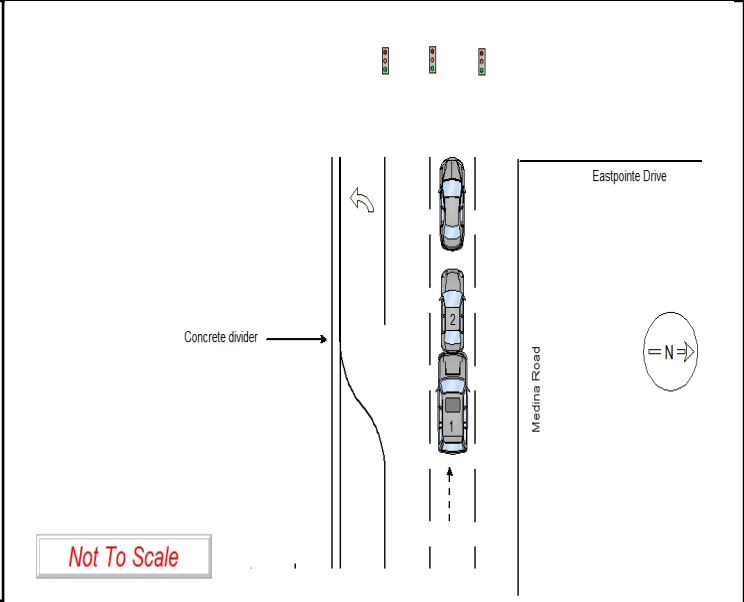 Eastpointe Drive
2
Concrete divider
N
Medina Road
1
Not To Scale